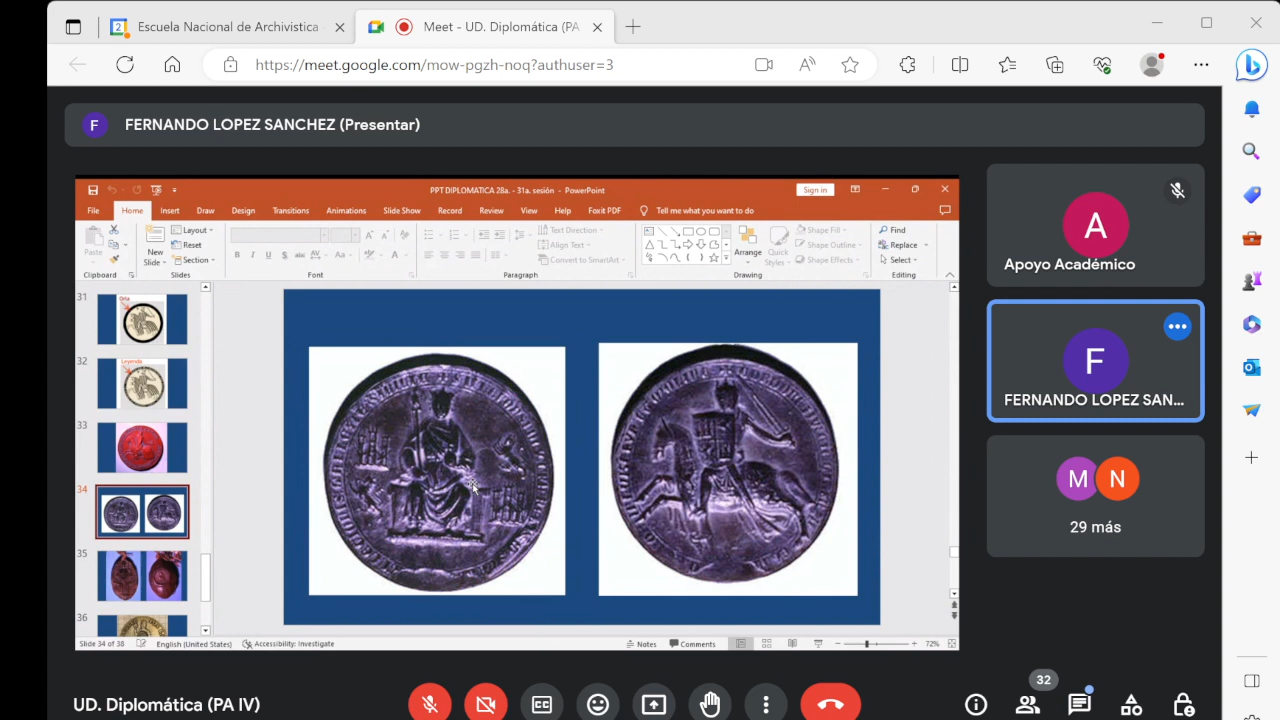 Escuela Nacional de Archivística
Meet - UD. Diplomática (PA
https://meet.google.com/mow-pgzh-noq?authuser=3
F
FERNANDO LOPEZ SANCHEZ (Presentar)
PPT DIPLOMATICA 28a. - 31a. sesión - PowerPoint
Sign in
File Home Insert Draw Design Transitions Animations Slide Show Record Review View Help Foxit PDF Tell me what you want to do
Paste
New
Slide
Layout
Reset
Section
Text Direction
Align Text
Convert to SmartArt
Arrange
Quick
Styles
Shape Fill
Shape Outline
Shape Effects
Find
Replace
Select
Clipboard Slides Font Paragraph Drawing Editing
31
Orla
32
Leyenda
33
34
35
36
Slide 34 of 38 English (United States) Accessibility: Investigate Notes Comments 72%
A
Apoyo Académico
F
FERNANDO LOPEZ SAN...
M N
29 más
UD. Diplomática (PA IV)
32